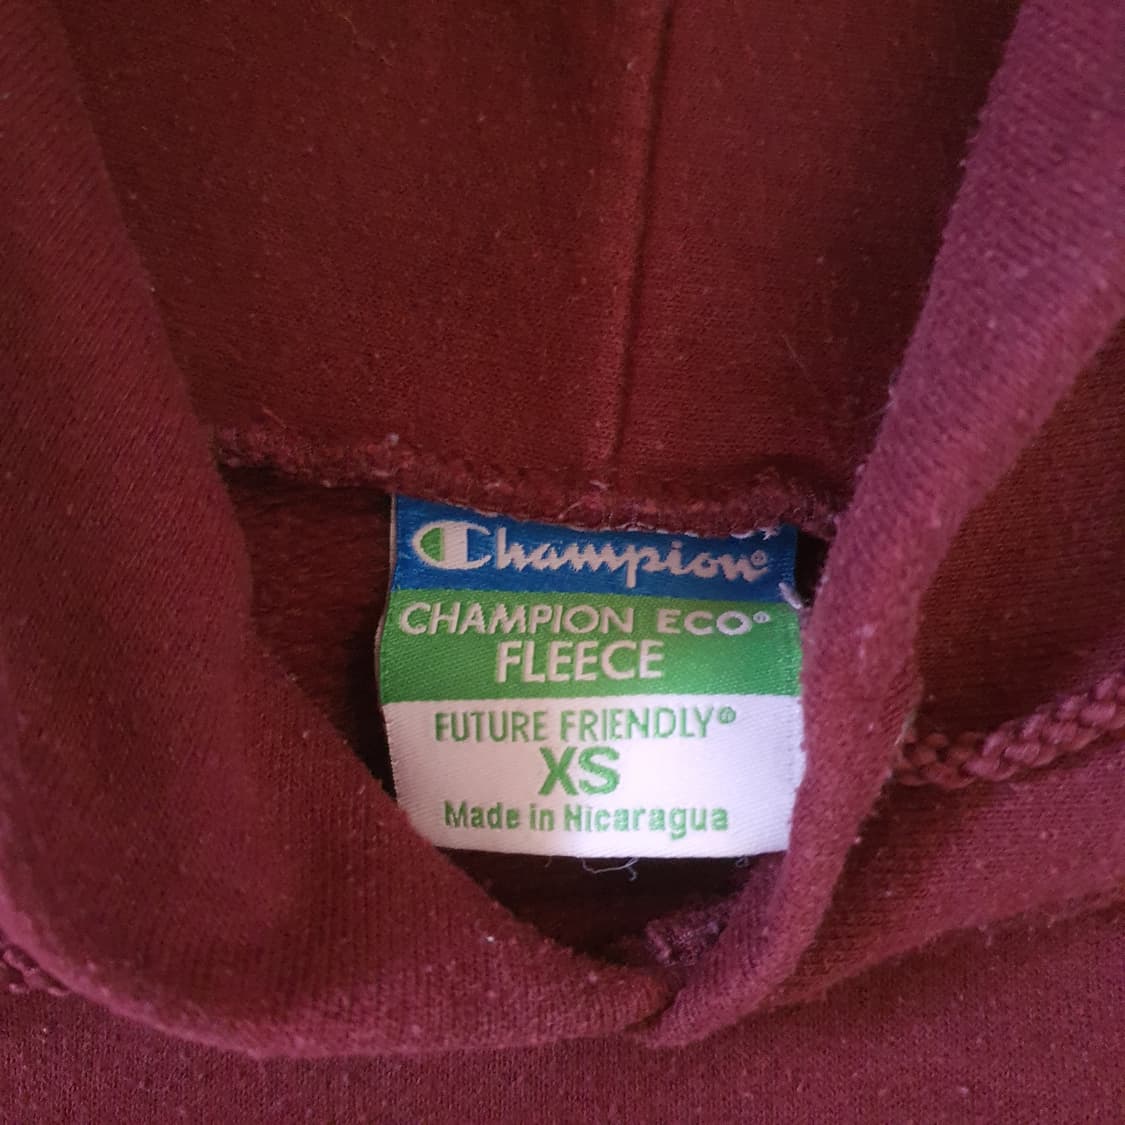 Champion®
CHAMPION ECO®
FLEECE
FUTURE FRIENDLY®
XS
Made in Nicaragua